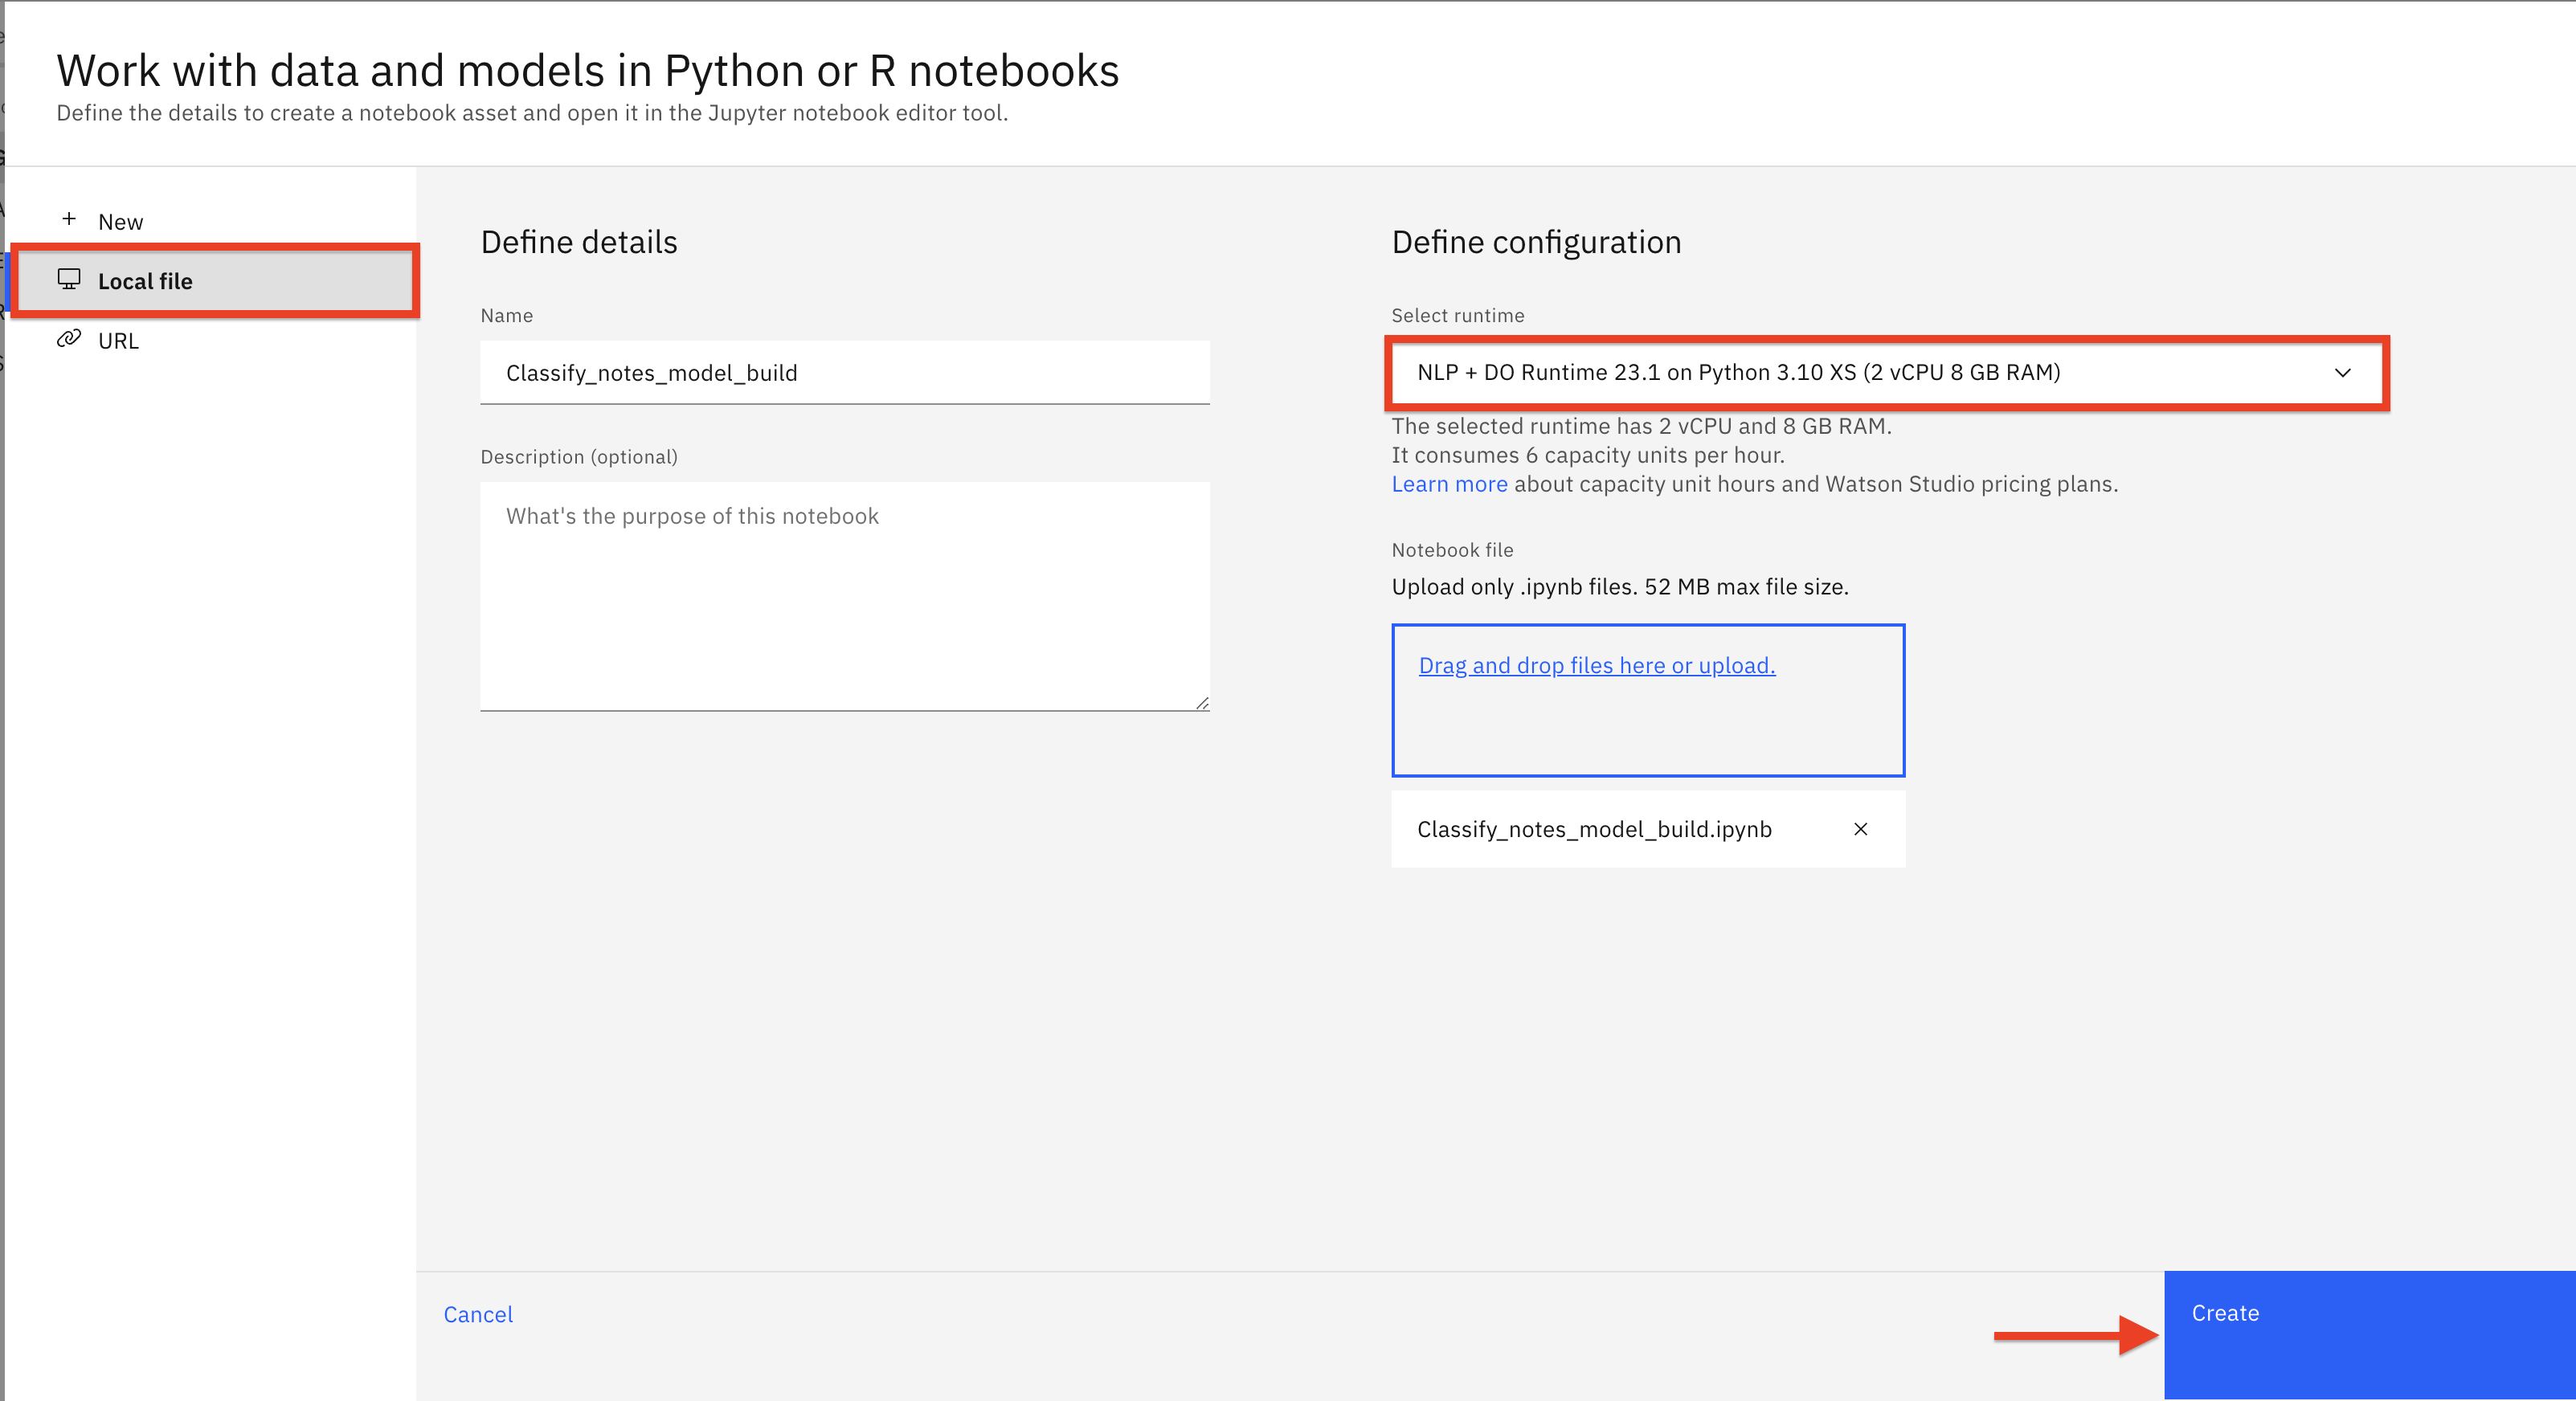 Work with data and models in Python or R notebooks
Define the details to create a notebook asset and open it in the Jupyter notebook editor tool.
New
Local file
URL
Define details
Name
Classify_notes_model_build
Description (optional)
What's the purpose of this notebook
Define configuration
Select runtime
NLP + DO Runtime 23.1 on Python 3.10 XS (2 vCPU 8 GB RAM)
The selected runtime has 2 vCPU and 8 GB RAM.
It consumes 6 capacity units per hour.
Learn more about capacity unit hours and Watson Studio pricing plans.
Notebook file
Upload only .ipynb files. 52 MB max file size.
Drag and drop files here or upload.
Classify_notes_model_build.ipynb
Cancel
Create